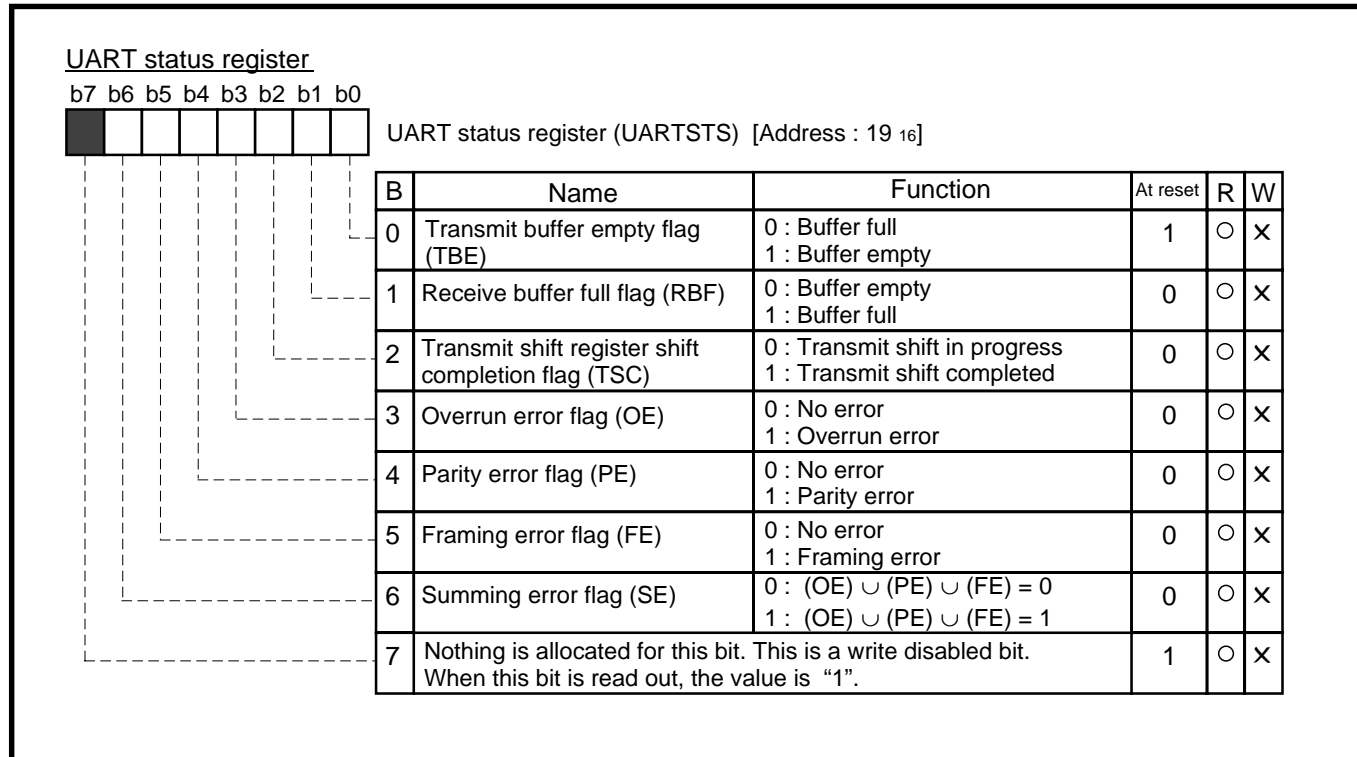 UART status register
b7 b6 b5 b4 b3 b2 b1 b0
UART status register (UARTSTS) [Address : 19 16]
B Name Function At reset R W
0 Transmit buffer empty flag (TBE) 0 : Buffer full 1 ○ ×
1 : Buffer empty
1 Receive buffer full flag (RBF) 0 : Buffer empty 0 ○ ×
1 : Buffer full
2 Transmit shift register shift completion flag (TSC) 0 : Transmit shift in progress 0 ○ ×
1 : Transmit shift completed
3 Overrun error flag (OE) 0 : No error 0 ○ ×
1 : Overrun error
4 Parity error flag (PE) 0 : No error 0 ○ ×
1 : Parity error
5 Framing error flag (FE) 0 : No error 0 ○ ×
1 : Framing error
6 Summing error flag (SE) 0 : (OE) ∪ (PE) ∪ (FE) = 0 0 ○ ×
1 : (OE) ∪ (PE) ∪ (FE) = 1
7 Nothing is allocated for this bit. This is a write disabled bit. 1 ○ ×
When this bit is read out, the value is “1”.